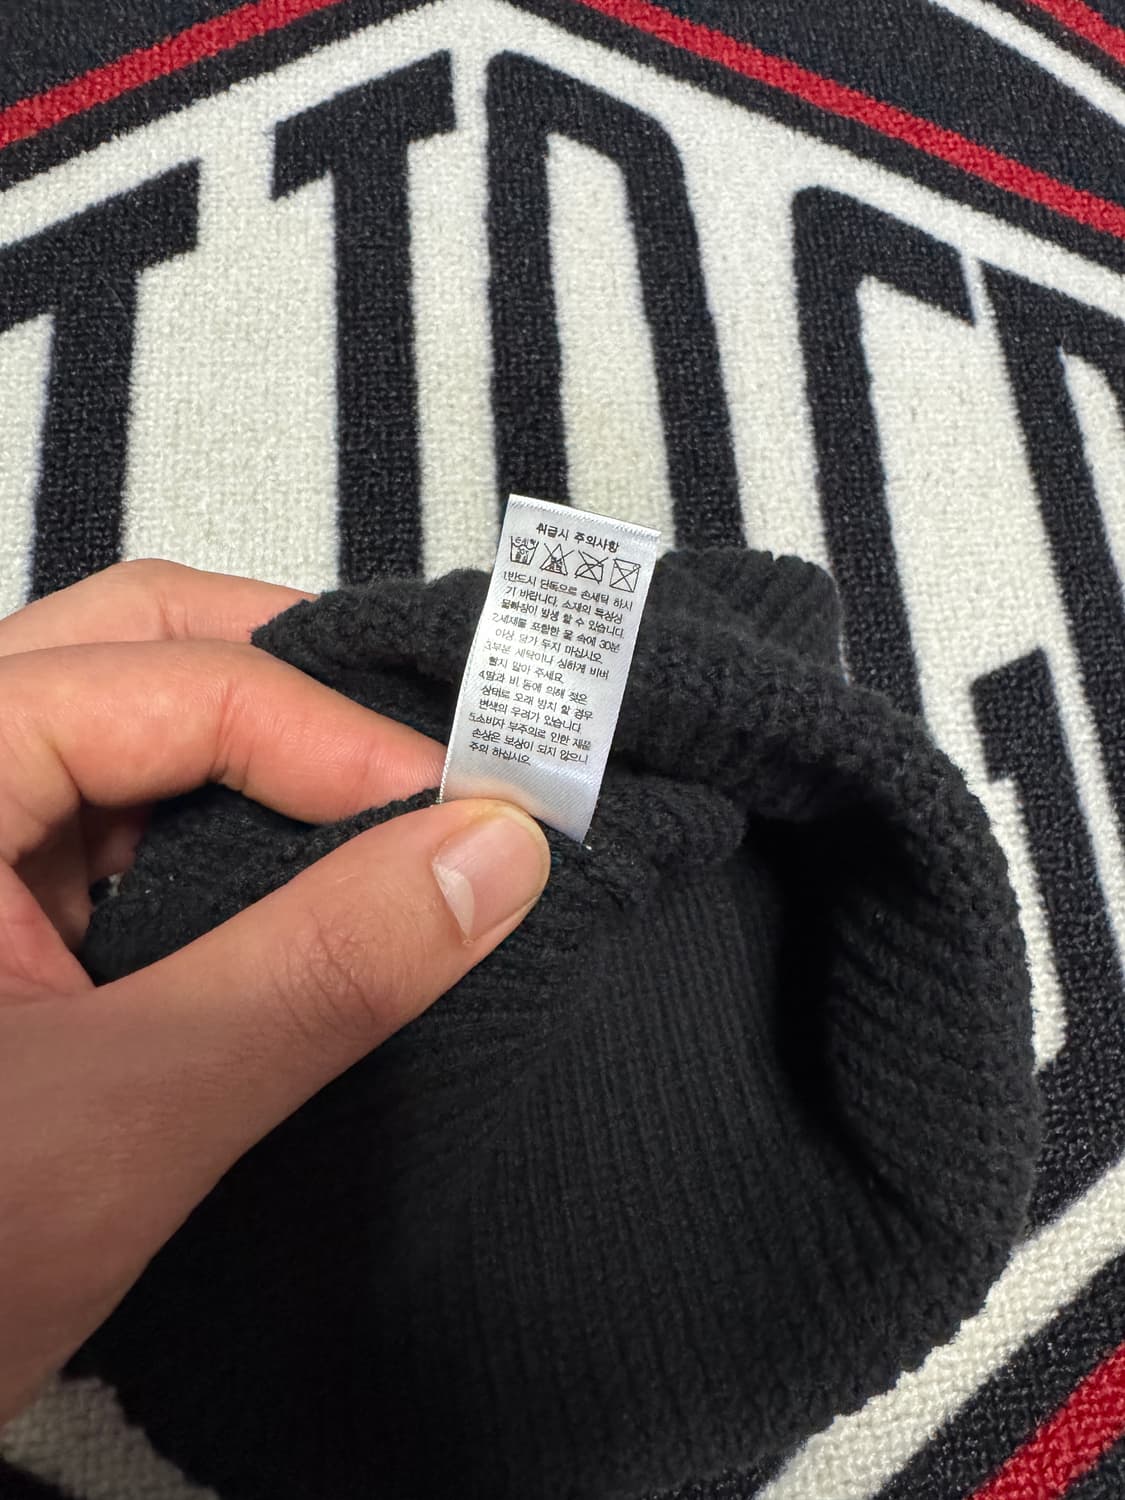 취급시 주의사항
1.반드시 단독으로 손세탁 하시
기 바랍니다. 소재의 특성상
물빠짐이 발생 할 수 있습니다.
2.세제를 포함한 물 속에 30분
이상 담가 두지 마십시오.
3.부분 세탁이나 심하게 비벼
빨지 말아 주세요.
4.땀과 비 등에 의해 젖은
상태로 오래 방치 할 경우
변색의 우려가 있습니다.
5.소비자 부주의로 인한 제품
손상은 보상이 되지 않으니
주의 하십시오.